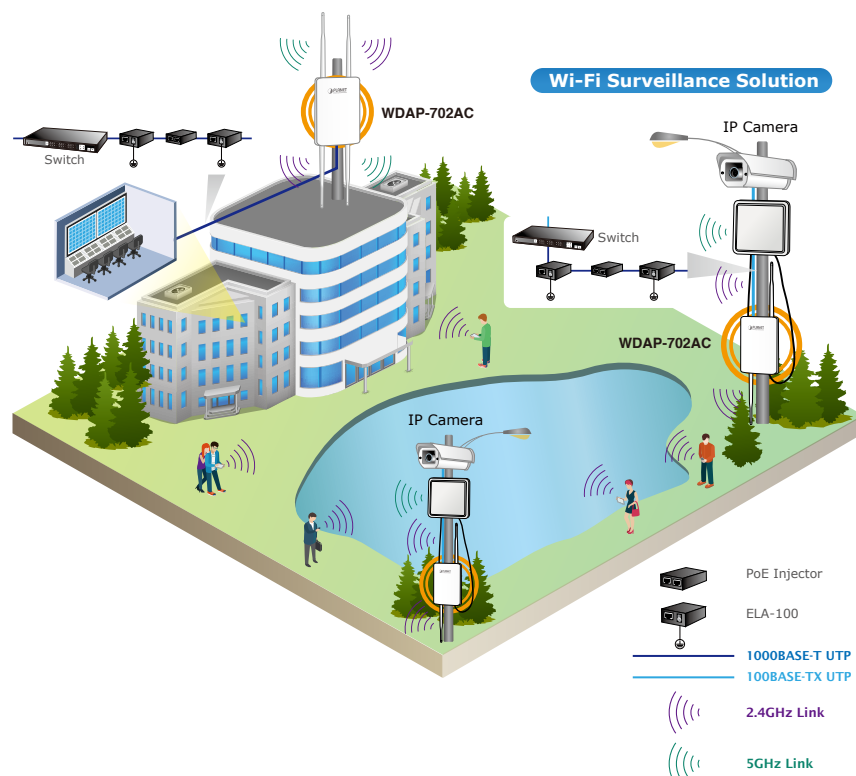 Wi-Fi Surveillance Solution
WDAP-702AC
IP Camera
Switch
Switch
WDAP-702AC
IP Camera
PoE Injector
ELA-100
1000BASE-T UTP
100BASE-TX UTP
2.4GHz Link
5GHz Link